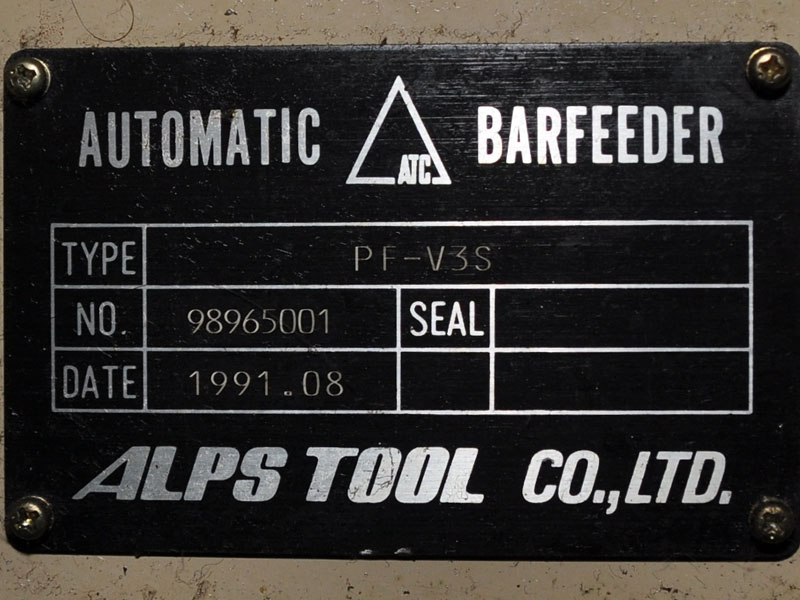 AUTOMATIC ATC BARFEEDER
TYPE PF-V3S
NO. 98965001 SEAL
DATE 1991.08
ALPS TOOL CO.,LTD.